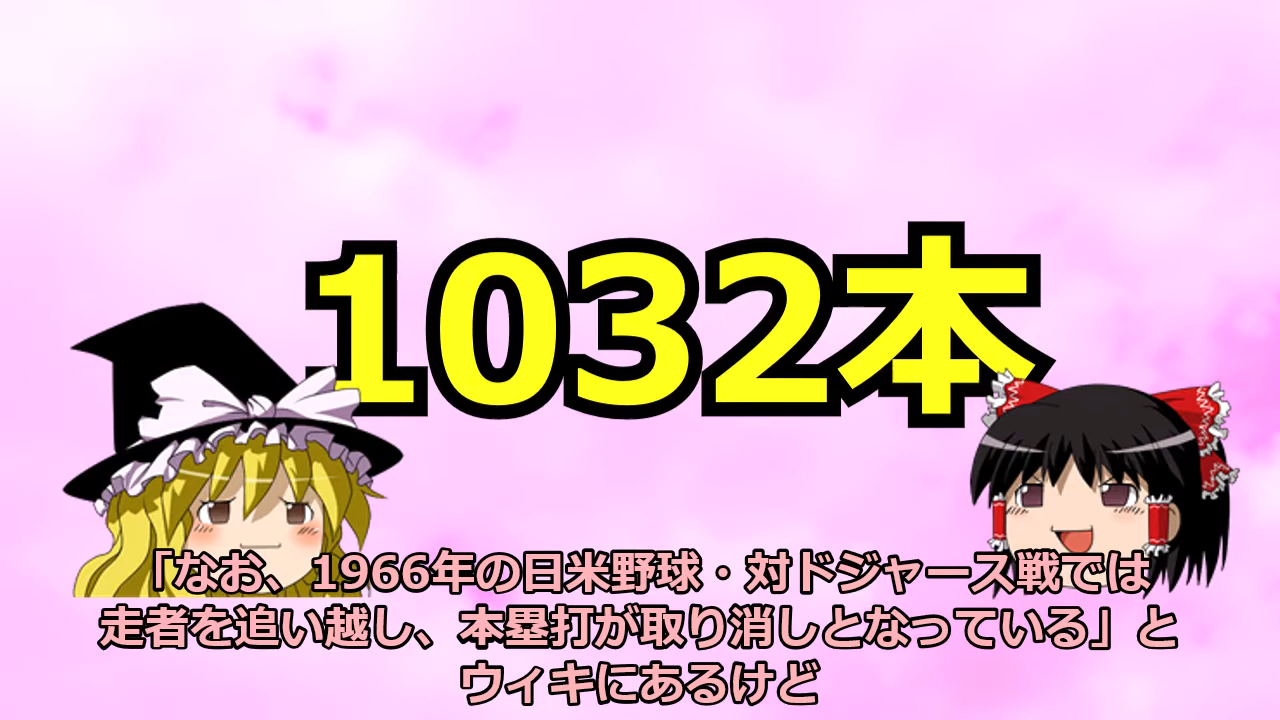 1032本
「なお、1966年の日米野球・対ドジャース戦では
走者を追い越し、本塁打が取り消しとなっている」と
ウィキにあるけど